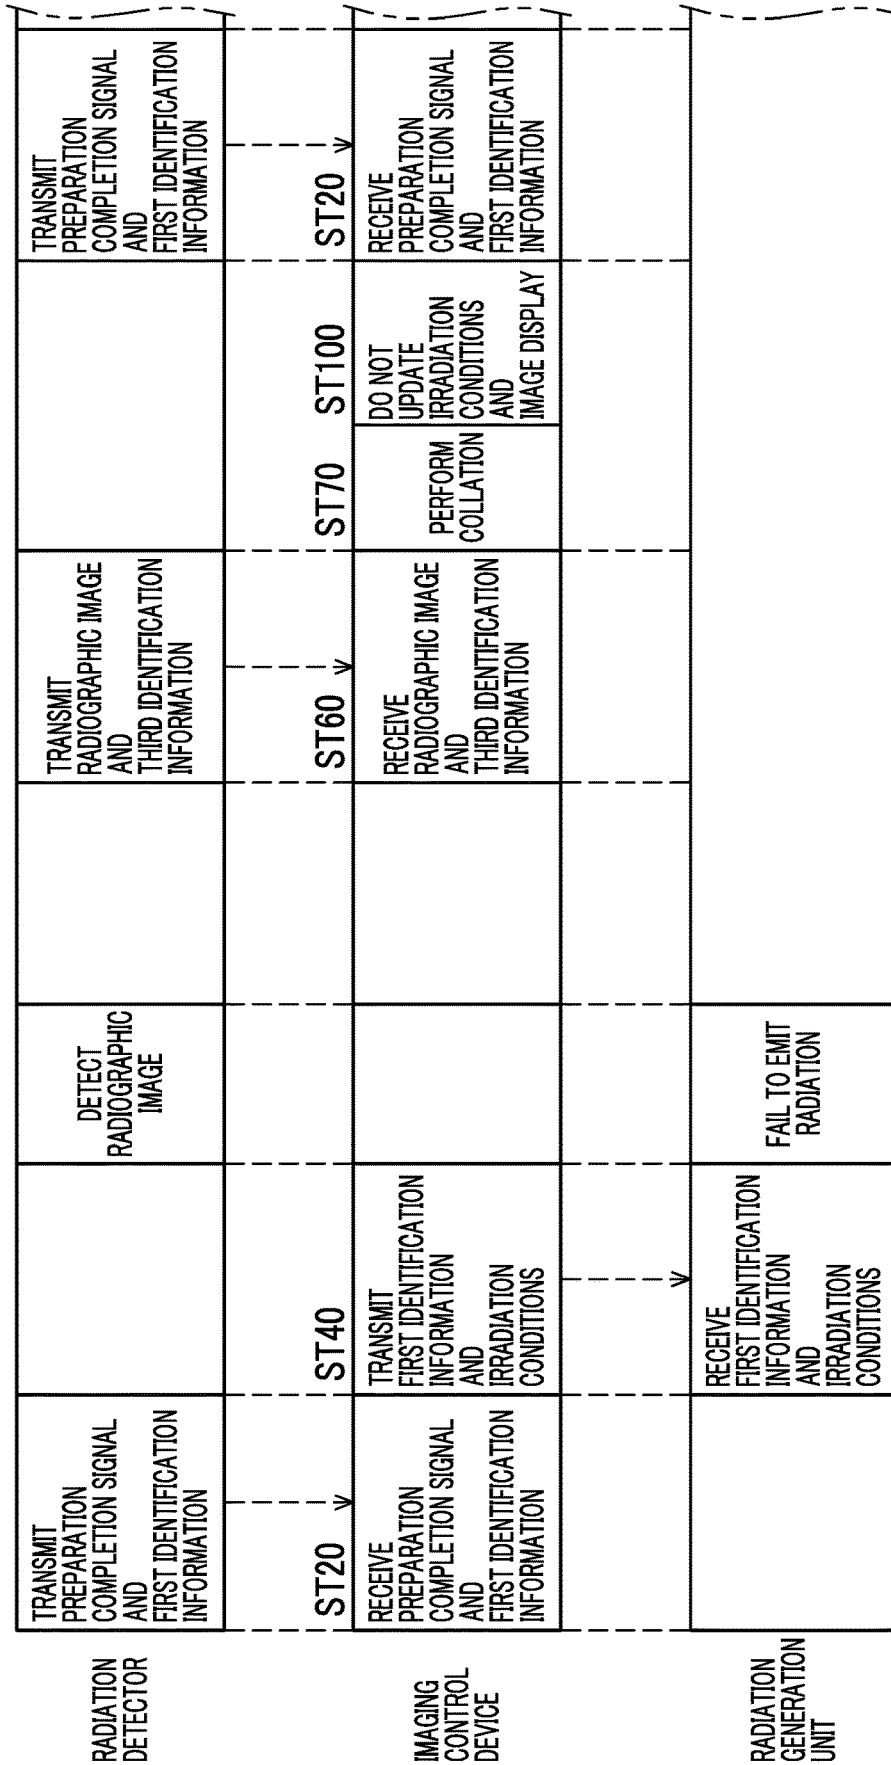 RADIATION
DETECTOR
TRANSMIT
PREPARATION
COMPLETION SIGNAL
AND
FIRST IDENTIFICATION
INFORMATION
DETECT
RADIOGRAPHIC
IMAGE
TRANSMIT
RADIOGRAPHIC IMAGE
AND
THIRD IDENTIFICATION
INFORMATION
TRANSMIT
PREPARATION
COMPLETION SIGNAL
AND
FIRST IDENTIFICATION
INFORMATION
IMAGING
CONTROL
DEVICE
ST20
RECEIVE
PREPARATION
COMPLETION SIGNAL
AND
FIRST IDENTIFICATION
INFORMATION
ST40
TRANSMIT
FIRST IDENTIFICATION
INFORMATION
AND
IRRADIATION
CONDITIONS
ST60
RECEIVE
RADIOGRAPHIC IMAGE
AND
THIRD IDENTIFICATION
INFORMATION
ST70
PERFORM
COLLATION
ST100
DO NOT
UPDATE
IRRADIATION
CONDITIONS
AND
IMAGE DISPLAY
ST20
RECEIVE
PREPARATION
COMPLETION SIGNAL
AND
FIRST IDENTIFICATION
INFORMATION
RADIATION
GENERATION
UNIT
RECEIVE
FIRST IDENTIFICATION
INFORMATION
AND
IRRADIATION
CONDITIONS
FAIL TO EMIT
RADIATION